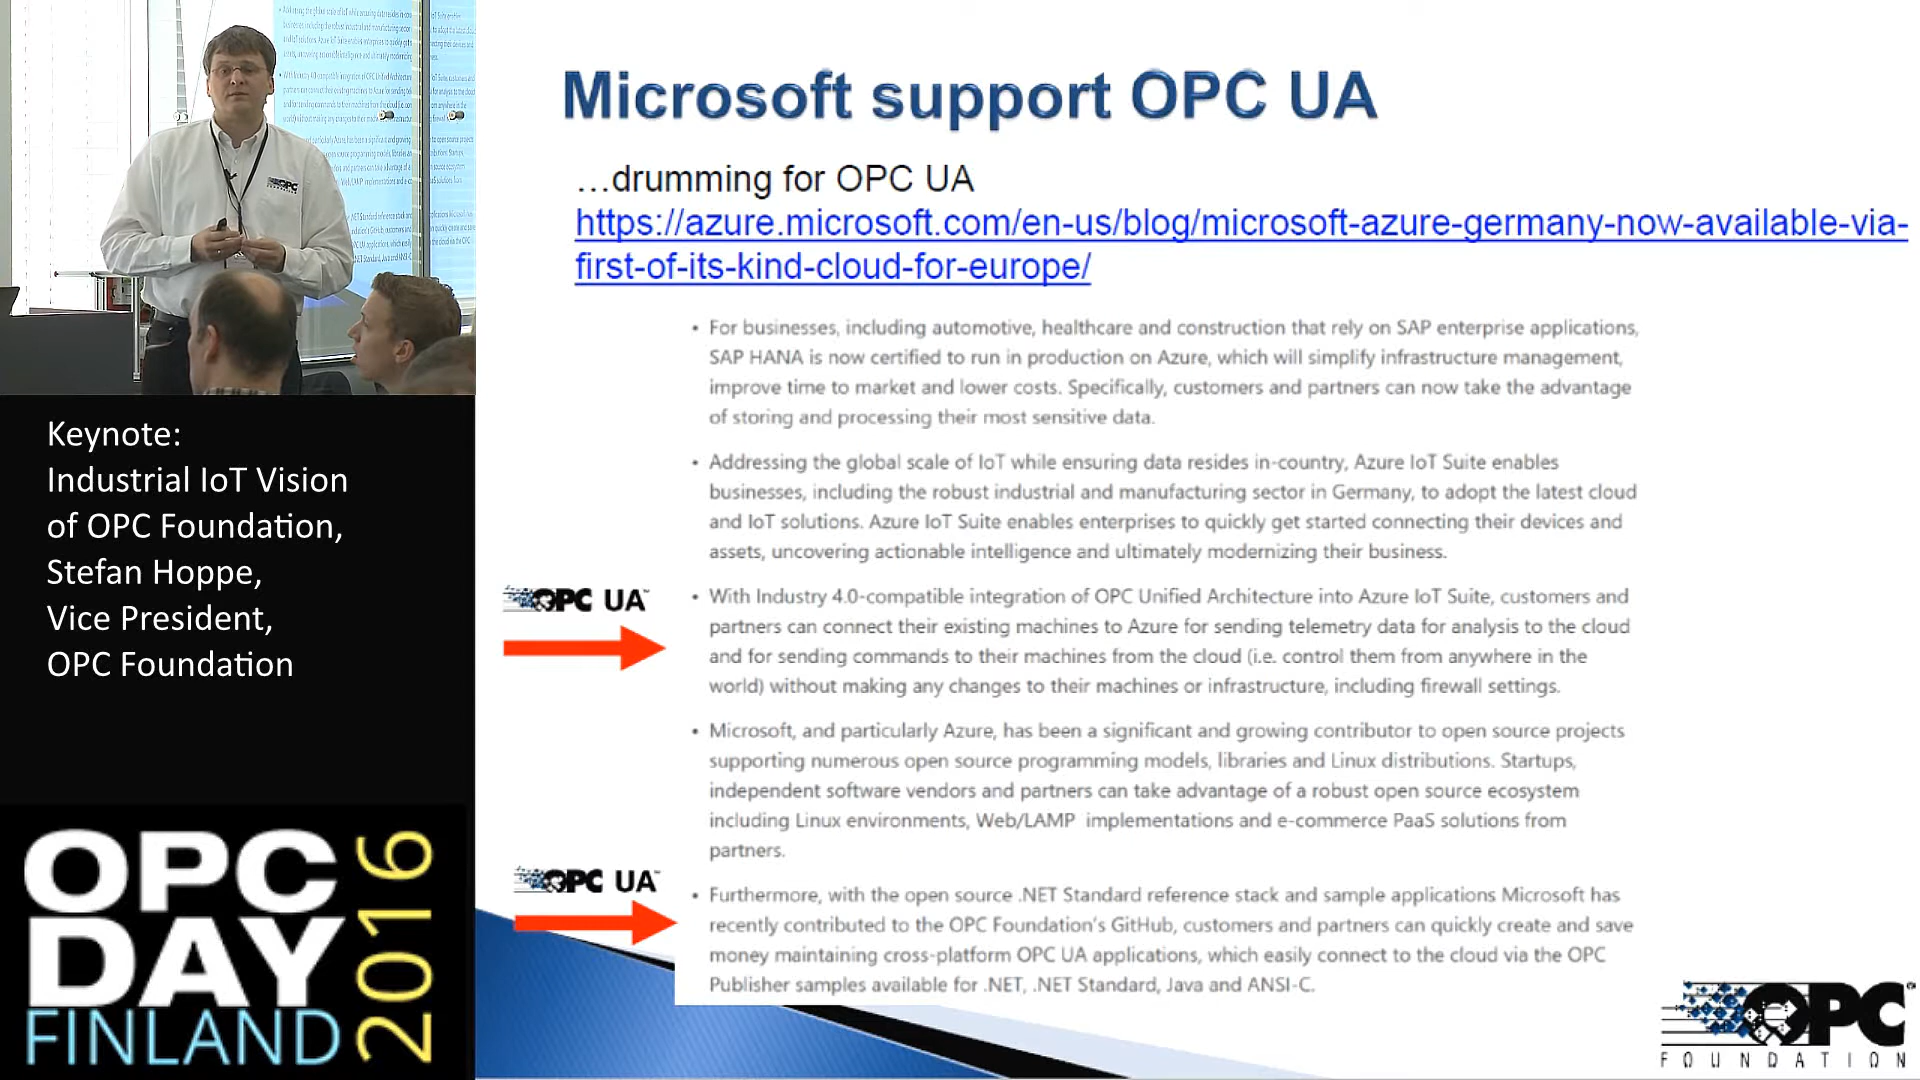 Keynote:
Industrial IoT Vision
of OPC Foundation,
Stefan Hoppe,
Vice President,
OPC Foundation
OPC
DAY
FINLAND
2016
Microsoft support OPC UA
…drumming for OPC UA
https://azure.microsoft.com/en-us/blog/microsoft-azure-germany-now-available-via-
first-of-its-kind-cloud-for-europe/
• For businesses, including automotive, healthcare and construction that rely on SAP enterprise applications,
SAP HANA is now certified to run in production on Azure, which will simplify infrastructure management,
improve time to market and lower costs. Specifically, customers and partners can now take the advantage
of storing and processing their most sensitive data.
• Addressing the global scale of IoT while ensuring data resides in-country, Azure IoT Suite enables
businesses, including the robust industrial and manufacturing sector in Germany, to adopt the latest cloud
and IoT solutions. Azure IoT Suite enables enterprises to quickly get started connecting their devices and
assets, uncovering actionable intelligence and ultimately modernizing their business.
OPC UA™
• With Industry 4.0-compatible integration of OPC Unified Architecture into Azure IoT Suite, customers and
partners can connect their existing machines to Azure for sending telemetry data for analysis to the cloud
and for sending commands to their machines from the cloud (i.e. control them from anywhere in the
world) without making any changes to their machines or infrastructure, including firewall settings.
• Microsoft, and particularly Azure, has been a significant and growing contributor to open source projects
supporting numerous open source programming models, libraries and Linux distributions. Startups,
independent software vendors and partners can take advantage of a robust open source ecosystem
including Linux environments, Web/LAMP implementations and e-commerce PaaS solutions from
partners.
OPC UA™
• Furthermore, with the open source .NET Standard reference stack and sample applications Microsoft has
recently contributed to the OPC Foundation's GitHub, customers and partners can quickly create and save
money maintaining cross-platform OPC UA applications, which easily connect to the cloud via the OPC
Publisher samples available for .NET, .NET Standard, Java and ANSI-C.
OPC®
FOUNDATION